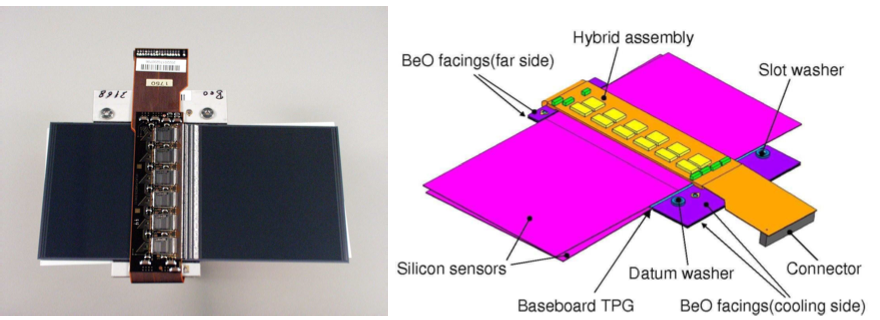 1750
Hybrid assembly
BeO facings(far side)
Slot washer
Silicon sensors
Datum washer
Connector
Baseboard TPG
BeO facings(cooling side)